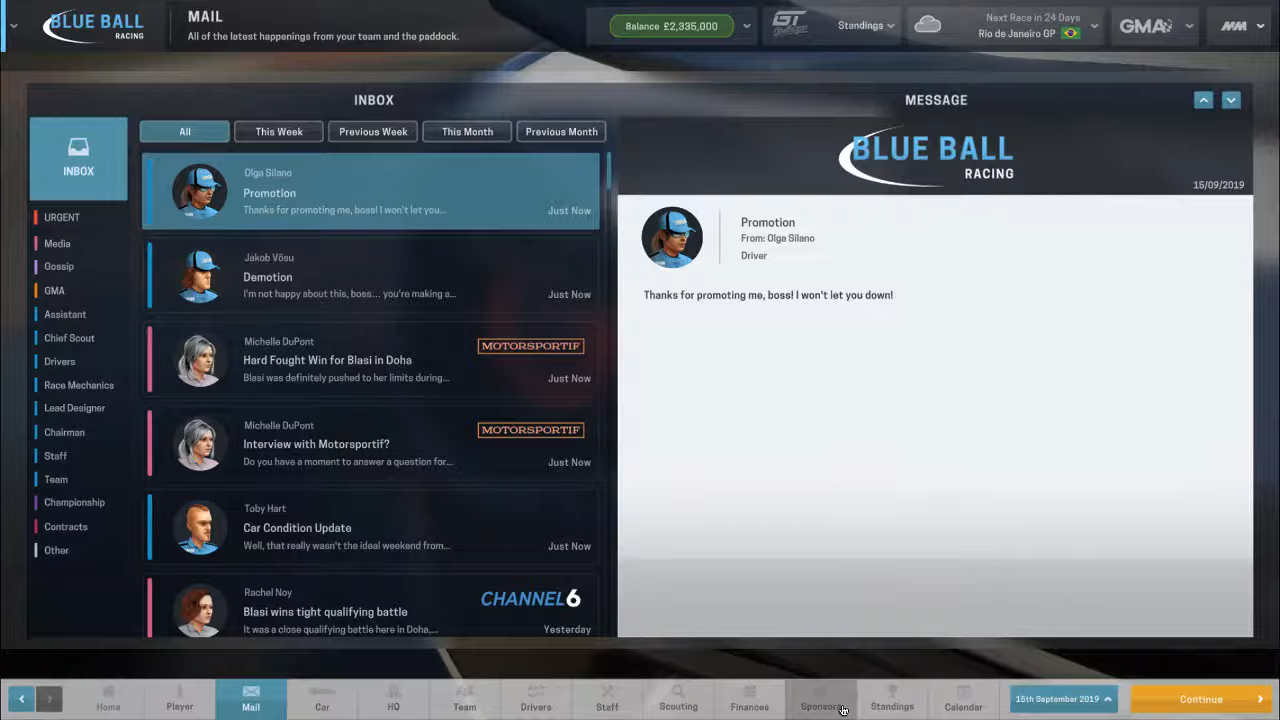 BLUE BALL
RACING
MAIL
All of the latest happenings from your team and the paddock.
Balance £2,335,000
GT
Standings
Next Race in 24 Days
Rio de Janeiro GP
GMA
INBOX
MESSAGE
INBOX
All
This Week
Previous Week
This Month
Previous Month
URGENT
Media
Gossip
GMA
Assistant
Chief Scout
Drivers
Race Mechanics
Lead Designer
Chairman
Staff
Team
Championship
Contracts
Other
Olga Silano
Promotion
Thanks for promoting me, boss! I won't let you...
Just Now
Jakob Võsu
Demotion
I'm not happy about this, boss... you're making a...
Just Now
Michelle DuPont
MOTORSPORTIF
Hard Fought Win for Blasi in Doha
Blasi was definitely pushed to her limits during...
Just Now
Michelle DuPont
MOTORSPORTIF
Interview with Motorsportif?
Do you have a moment to answer a question for...
Just Now
Toby Hart
Car Condition Update
Well, that really wasn't the ideal weekend from...
Just Now
Rachel Noy
CHANNEL6
Blasi wins tight qualifying battle
It was a close qualifying battle here in Doha,...
Yesterday
BLUE BALL
RACING
15/09/2019
Promotion
From: Olga Silano
Driver
Thanks for promoting me, boss! I won't let you down!
Home
Player
Mail
Car
HQ
Team
Drivers
Staff
Scouting
Finances
Sponsors
Standings
Calendar
15th September 2019
Continue